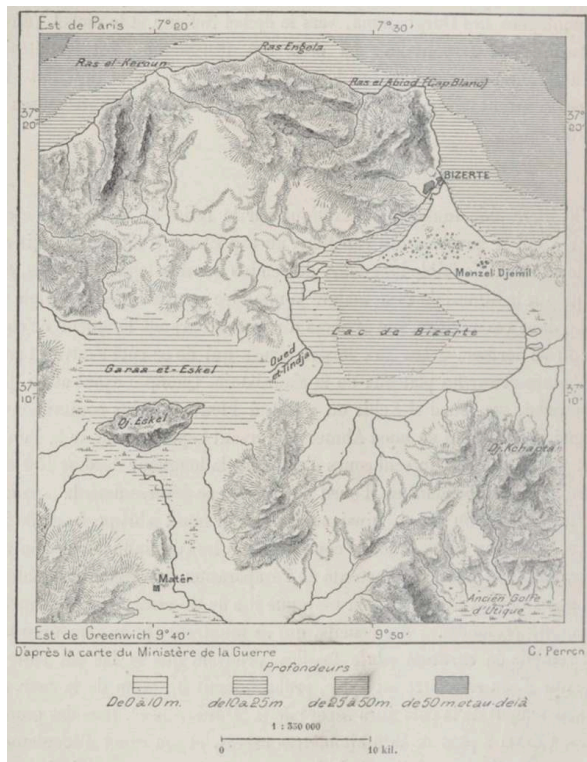 Est de Paris 7° 20' 7° 30'
Ras Engela
Ras el-Keroun
Ras el Abiod (Cap Blanc)
37° 20' 37° 20'
BIZERTE
Menzel Djemil
Lac de Bizerte
Oued et-Tindja
Garaa et-Eskel
37° 10' 37° 10'
Dj. Eskel
Dj. Kchapta
Matêr
Ancien Golfe
d'Utique
Est de Greenwich 9° 40' 9° 50'
D'après la carte du Ministère de la Guerre C. Perron
Profondeurs
De 0 à 10 m. de 10 à 25 m. de 25 à 50 m. de 50 m. et au-delà
1 : 350 000
0 10 kil.